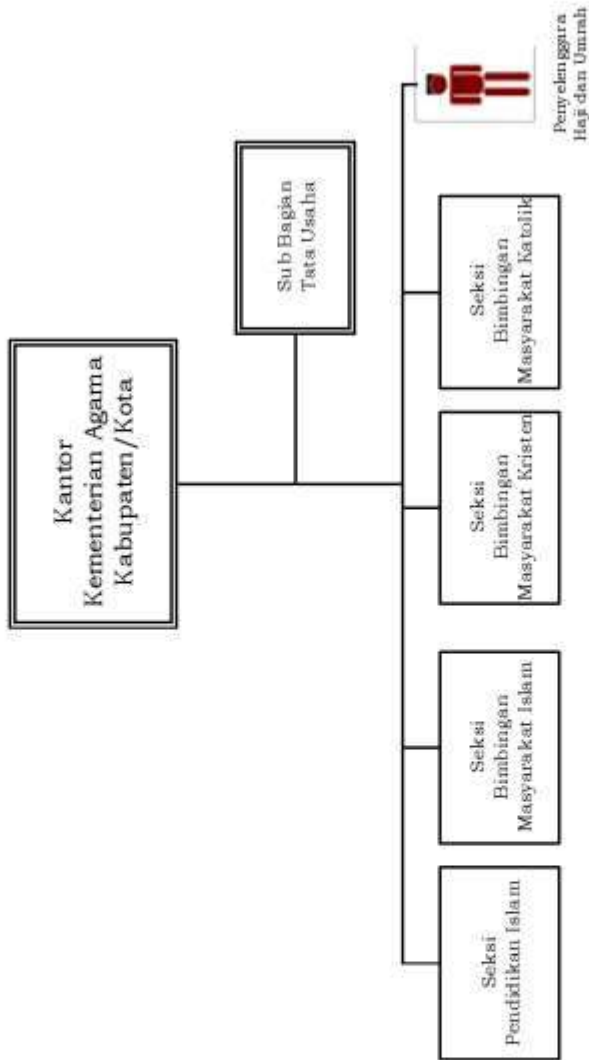 Kantor
Kementerian Agama
Kabupaten/Kota
Sub Bagian
Tata Usaha
Seksi
Pendidikan Islam
Seksi
Bimbingan
Masyarakat Islam
Seksi
Bimbingan
Masyarakat Kristen
Seksi
Bimbingan
Masyarakat Katolik
Penyelenggara
Haji dan Umrah